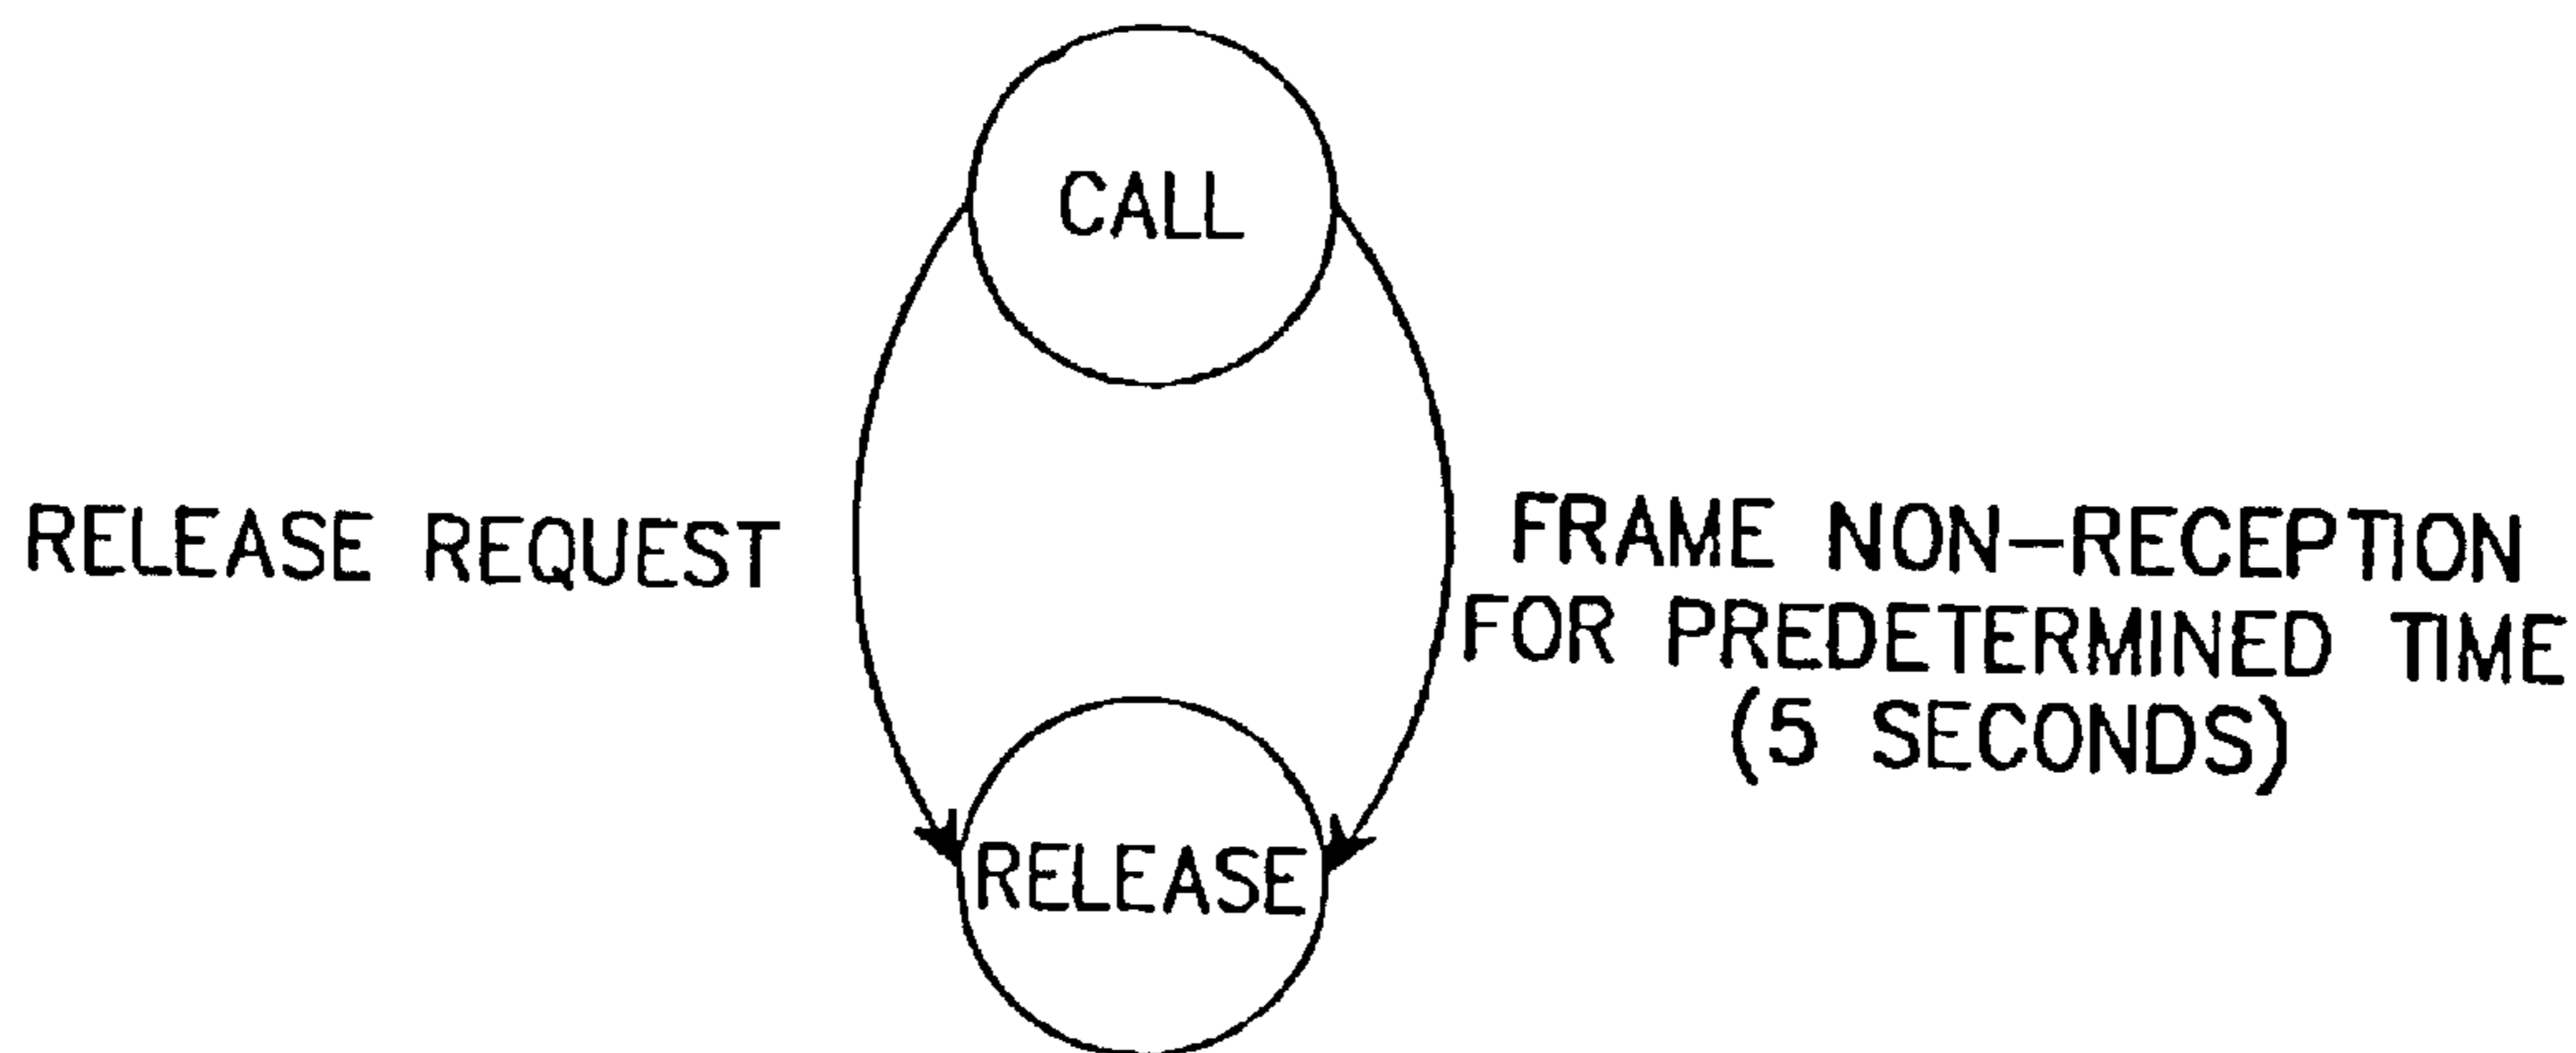 CALL
RELEASE REQUEST
FRAME NON-RECEPTION
FOR PREDETERMINED TIME
(5 SECONDS)
RELEASE